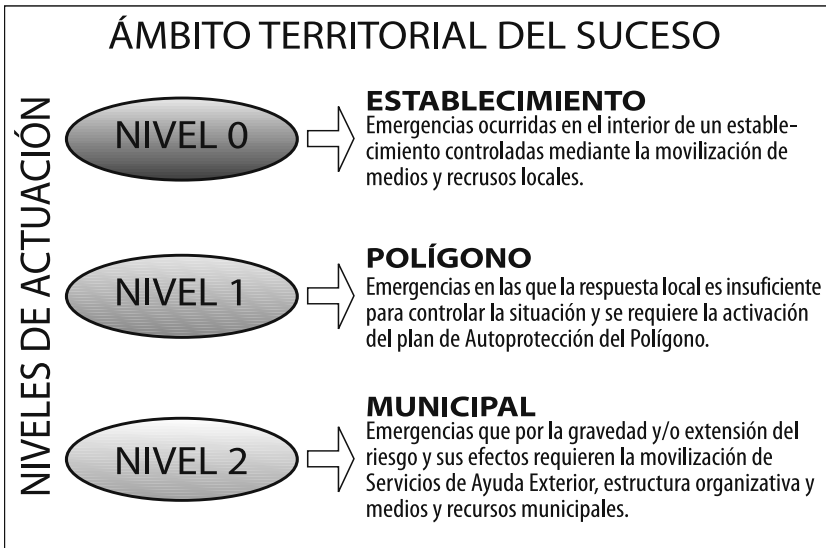 ÁMBITO TERRITORIAL DEL SUCESO
NIVELES DE ACTUACIÓN
NIVEL 0
ESTABLECIMIENTO
Emergencias ocurridas en el interior de un estable-
cimiento controladas mediante la movilización de
medios y recrusos locales.
NIVEL 1
POLÍGONO
Emergencias en las que la respuesta local es insuficiente
para controlar la situación y se requiere la activación
del plan de Autoprotección del Polígono.
NIVEL 2
MUNICIPAL
Emergencias que por la gravedad y/o extensión del
riesgo y sus efectos requieren la movilización de
Servicios de Ayuda Exterior, estructura organizativa y
medios y recursos municipales.